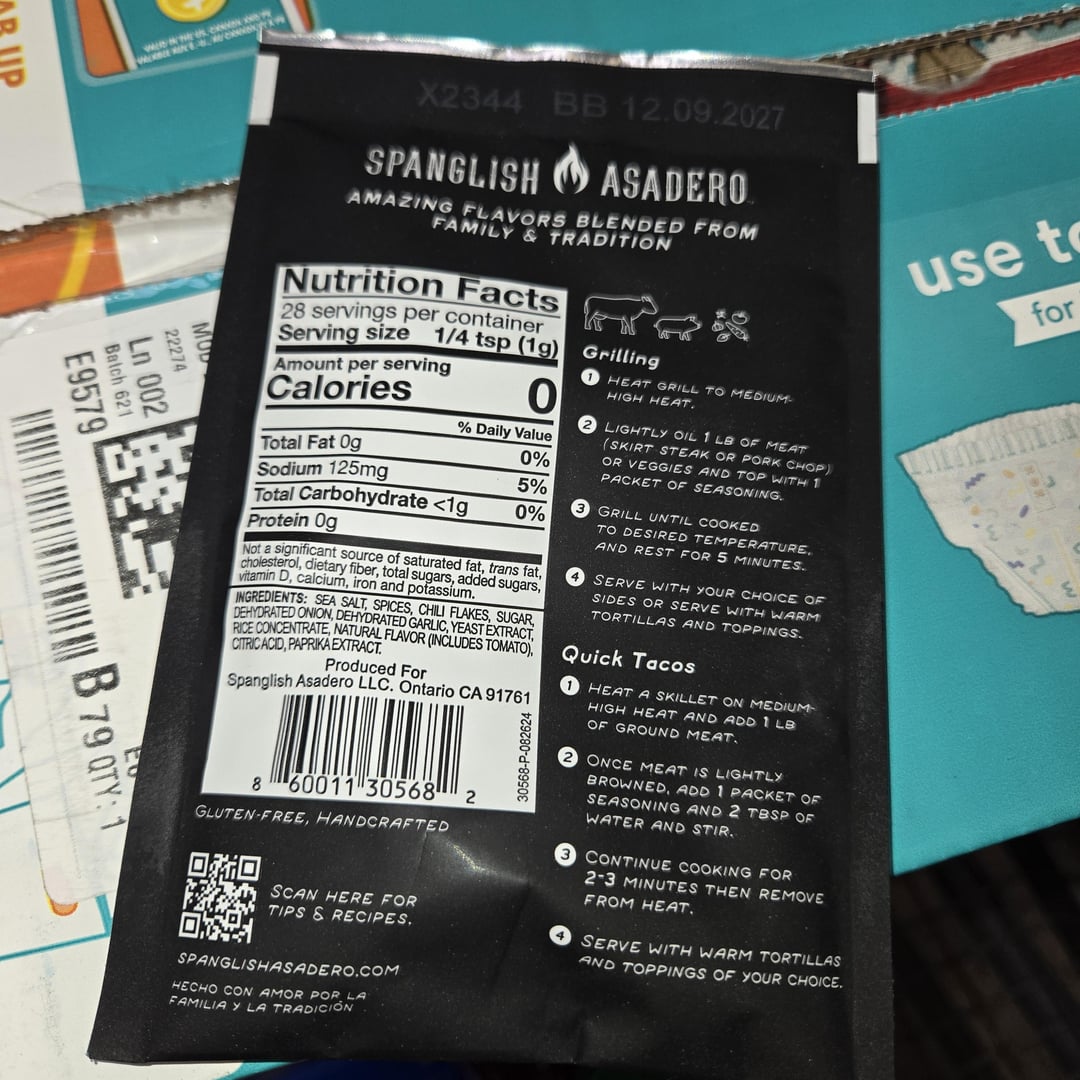 AB UP
VALID IN THE US, CANADA AND PR
X2344 BB 12.09.2027
SPANGLISH ASADERO
AMAZING FLAVORS BLENDED FROM
FAMILY & TRADITION
Nutrition Facts
28 servings per container
Serving size 1/4 tsp (1g)
Amount per serving
Calories 0
% Daily Value
Total Fat 0g 0%
Sodium 125mg 5%
Total Carbohydrate <1g 0%
Protein 0g
Not a significant source of saturated fat, trans fat,
cholesterol, dietary fiber, total sugars, added sugars,
vitamin D, calcium, iron and potassium.
INGREDIENTS: SEA SALT, SPICES, CHILI FLAKES, SUGAR,
DEHYDRATED ONION, DEHYDRATED GARLIC, YEAST EXTRACT,
RICE CONCENTRATE, NATURAL FLAVOR (INCLUDES TOMATO),
CITRIC ACID, PAPRIKA EXTRACT.
Produced For
Spanglish Asadero LLC. Ontario CA 91761
8 60011 30568 2
30568-P-082624
GLUTEN-FREE, HANDCRAFTED
SCAN HERE FOR
TIPS & RECIPES.
SPANGLISHASADERO.COM
HECHO CON AMOR POR LA
FAMILIA Y LA TRADICIÓN
Grilling
1 HEAT GRILL TO MEDIUM-
HIGH HEAT.
2 LIGHTLY OIL 1 LB OF MEAT
(SKIRT STEAK OR PORK CHOP)
OR VEGGIES AND TOP WITH 1
PACKET OF SEASONING.
3 GRILL UNTIL COOKED
TO DESIRED TEMPERATURE,
AND REST FOR 5 MINUTES.
4 SERVE WITH YOUR CHOICE OF
SIDES OR SERVE WITH WARM
TORTILLAS AND TOPPINGS.
Quick Tacos
1 HEAT A SKILLET ON MEDIUM-
HIGH HEAT AND ADD 1 LB
OF GROUND MEAT.
2 ONCE MEAT IS LIGHTLY
BROWNED, ADD 1 PACKET OF
SEASONING AND 2 TBSP OF
WATER AND STIR.
3 CONTINUE COOKING FOR
2-3 MINUTES THEN REMOVE
FROM HEAT.
4 SERVE WITH WARM TORTILLAS
AND TOPPINGS OF YOUR CHOICE.
22274
Ln 002
Batch 621
E9579
B 79 QTY: 1
use to
for